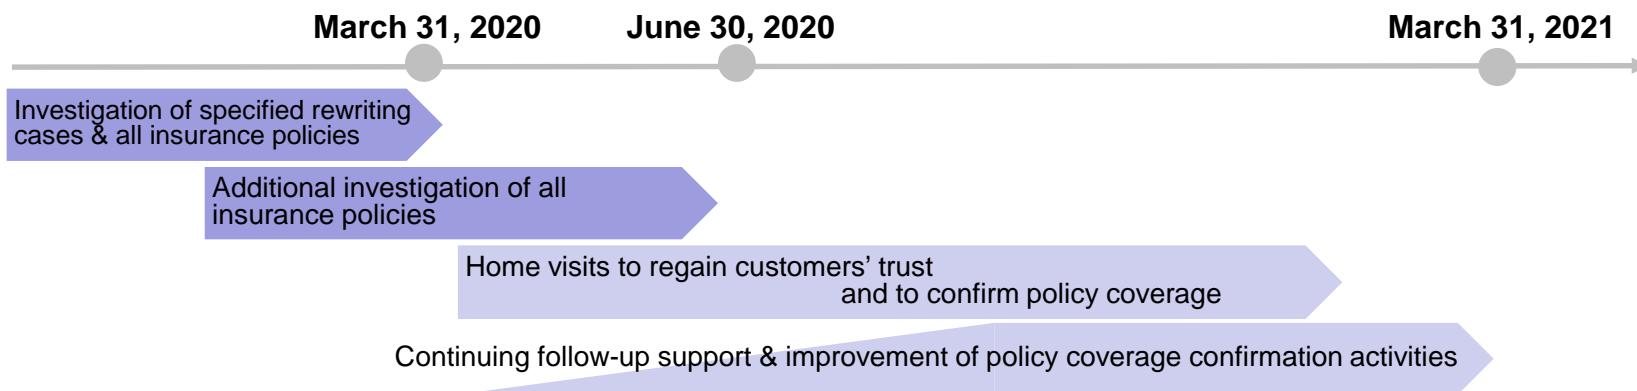 March 31, 2020 June 30, 2020 March 31, 2021
Investigation of specified rewriting
cases & all insurance policies
Additional investigation of all
insurance policies
Home visits to regain customers’ trust
and to confirm policy coverage
Continuing follow-up support & improvement of policy coverage confirmation activities